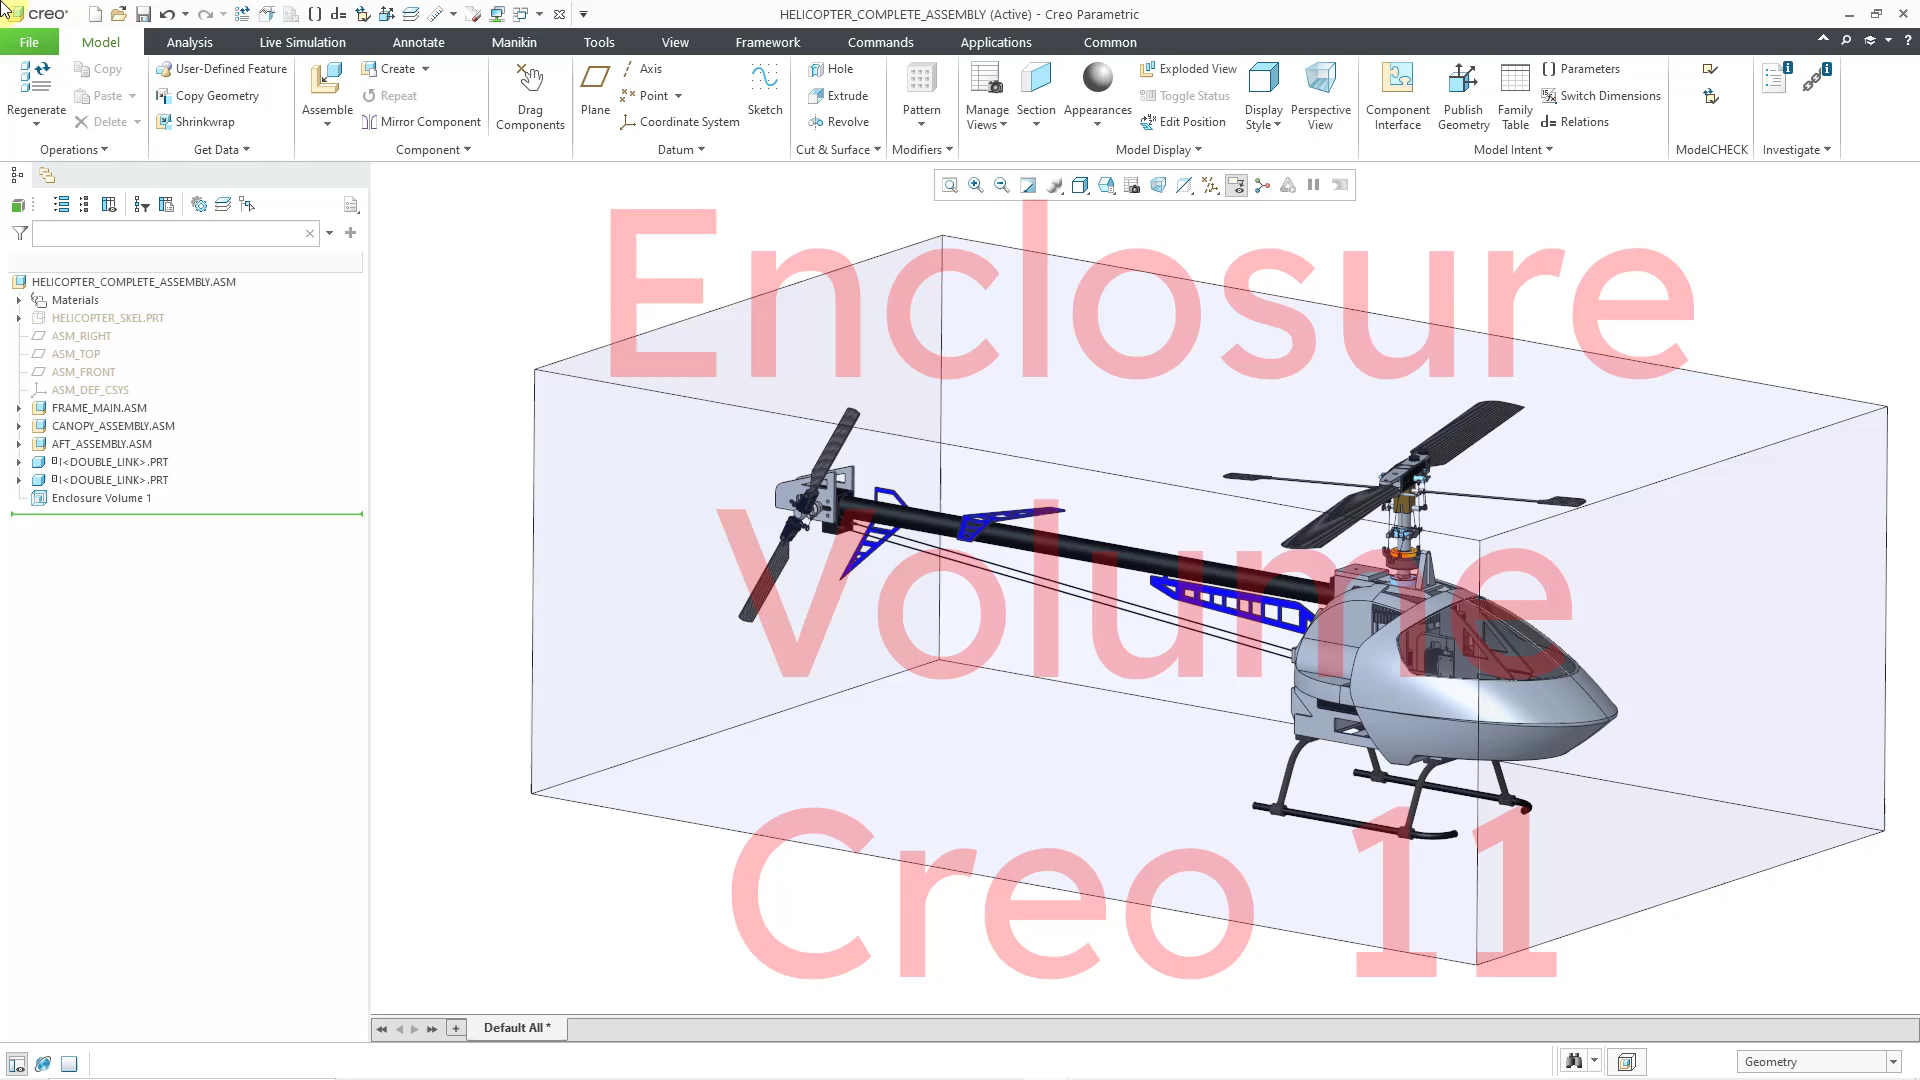 creo
HELICOPTER_COMPLETE_ASSEMBLY (Active) - Creo Parametric
File Model Analysis Live Simulation Annotate Manikin Tools View Framework Commands Applications Common
Regenerate
Copy
Paste
Delete
Operations
User-Defined Feature
Copy Geometry
Shrinkwrap
Get Data
Assemble
Create
Repeat
Mirror Component
Component
Drag
Components
Plane
Axis
Point
Coordinate System
Sketch
Datum
Hole
Extrude
Revolve
Cut & Surface
Pattern
Modifiers
Manage
Views
Section
Appearances
Exploded View
Toggle Status
Edit Position
Display
Style
Perspective
View
Model Display
Component
Interface
Publish
Geometry
Family
Table
Parameters
Switch Dimensions
d= Relations
Model Intent
ModelCHECK
Investigate
HELICOPTER_COMPLETE_ASSEMBLY.ASM
Materials
HELICOPTER_SKEL.PRT
ASM_RIGHT
ASM_TOP
ASM_FRONT
ASM_DEF_CSYS
FRAME_MAIN.ASM
CANOPY_ASSEMBLY.ASM
AFT_ASSEMBLY.ASM
<DOUBLE_LINK>.PRT
<DOUBLE_LINK>.PRT
Enclosure Volume 1
Enclosure
Volume
Creo 11
Default All *
Geometry